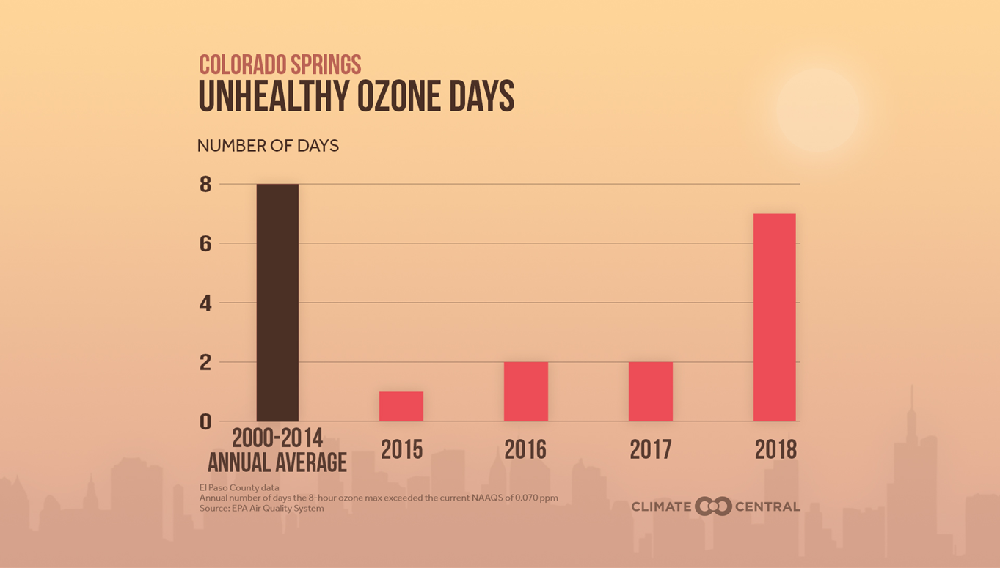 COLORADO SPRINGS
UNHEALTHY OZONE DAYS
NUMBER OF DAYS
8
6
4
2
0
2000-2014
ANNUAL AVERAGE
2015
2016
2017
2018
El Paso County data
Annual number of days the 8-hour ozone max exceeded the current NAAQS of 0.070 ppm
Source: EPA Air Quality System
CLIMATE CENTRAL